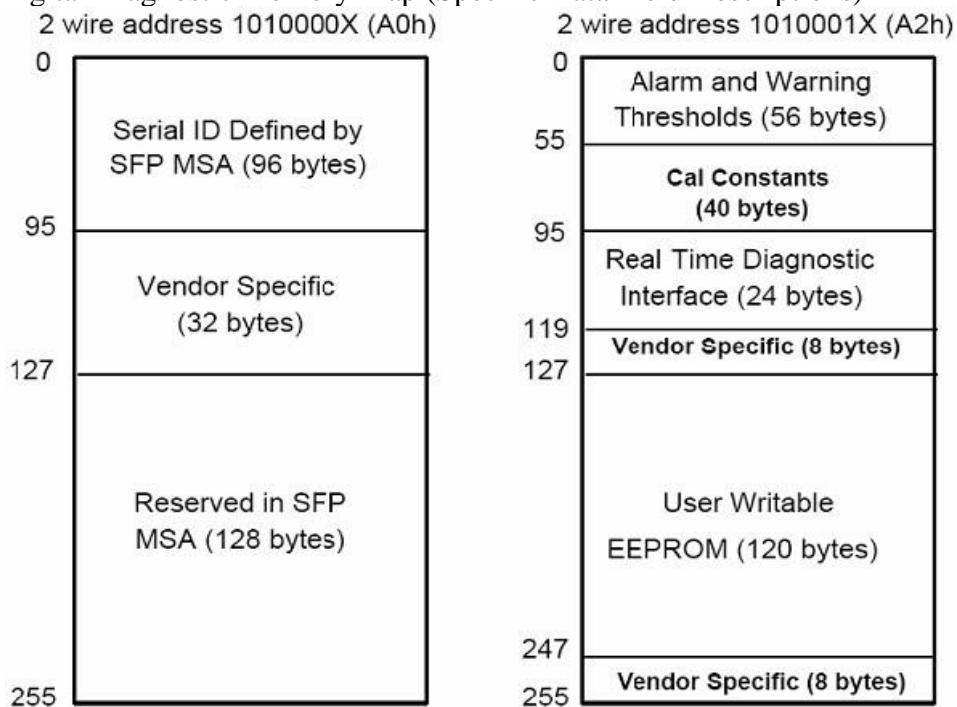 2 wire address 1010000X (A0h)
0
Serial ID Defined by
SFP MSA (96 bytes)
95
Vendor Specific
(32 bytes)
127
Reserved in SFP
MSA (128 bytes)
255
2 wire address 1010001X (A2h)
0
Alarm and Warning
Thresholds (56 bytes)
55
Cal Constants
(40 bytes)
95
Real Time Diagnostic
Interface (24 bytes)
119
Vendor Specific (8 bytes)
127
User Writable
EEPROM (120 bytes)
247
Vendor Specific (8 bytes)
255